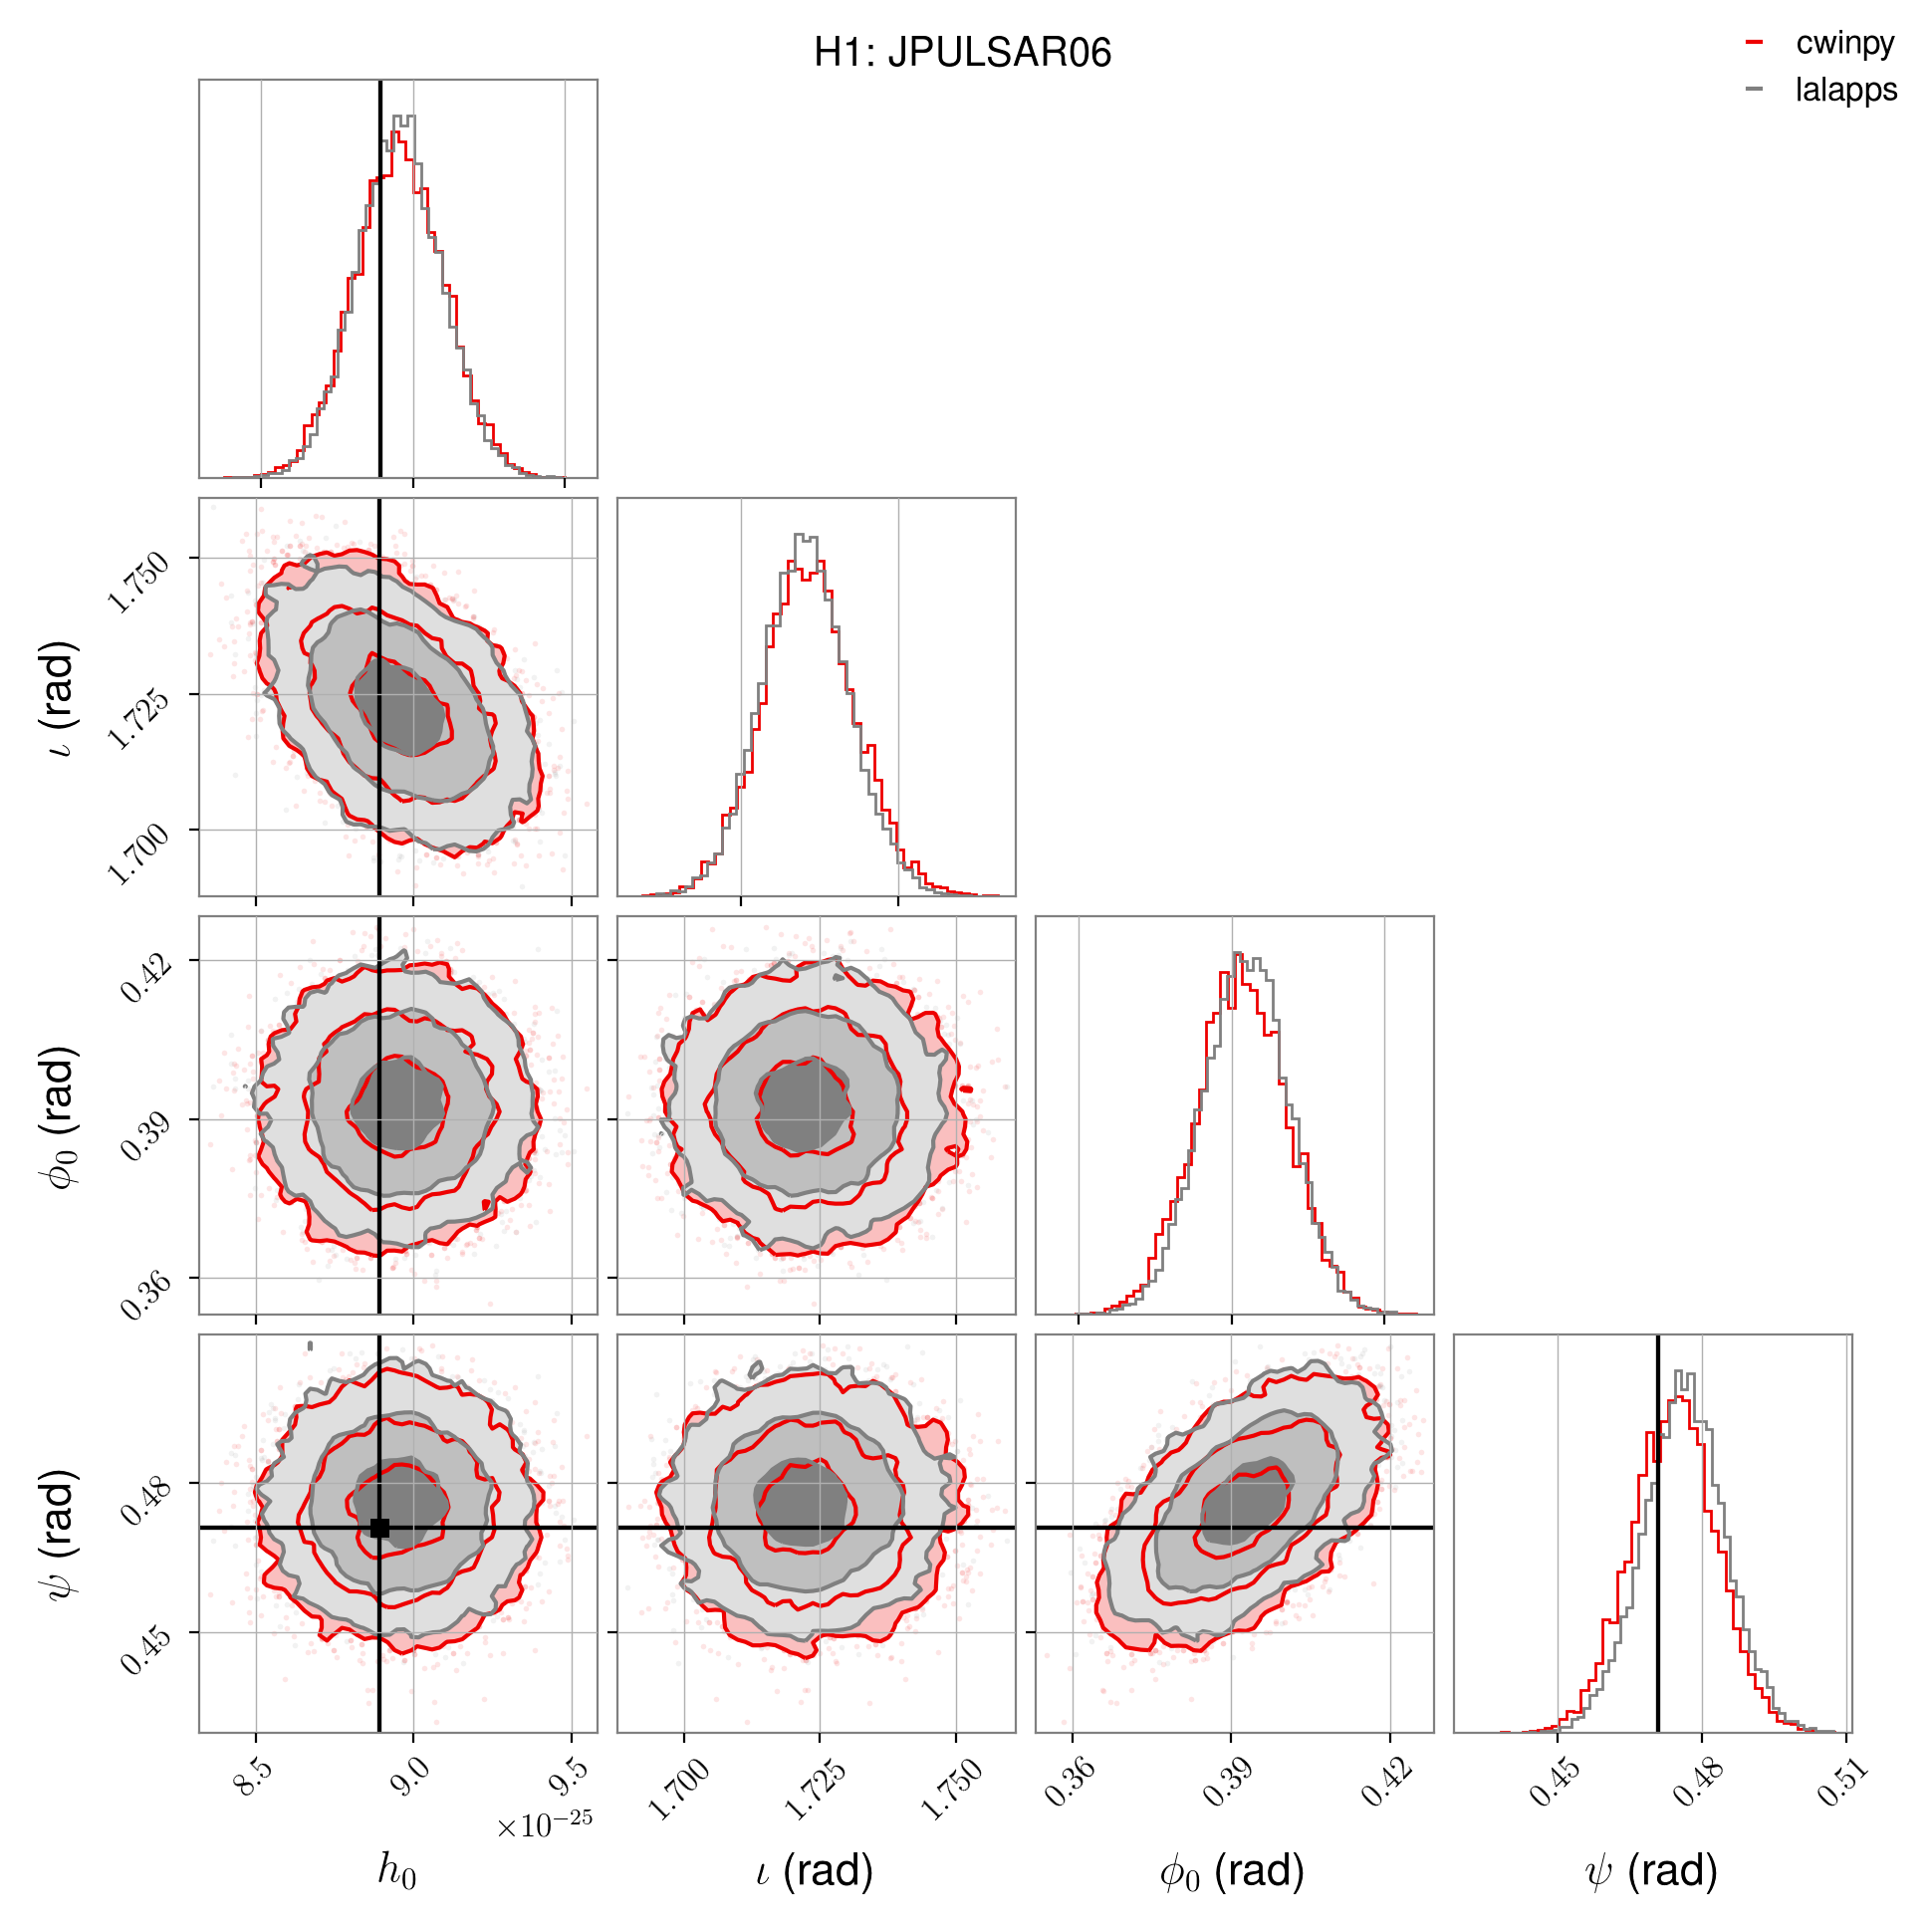 H1: JPULSAR06
cwinpy
lalapps
ι (rad)
1.750
1.725
1.700
ϕ₀ (rad)
0.42
0.39
0.36
ψ (rad)
0.48
0.45
8.5
9.0
9.5
×10⁻²⁵
h₀
1.700
1.725
1.750
ι (rad)
0.36
0.39
0.42
ϕ₀ (rad)
0.45
0.48
0.51
ψ (rad)